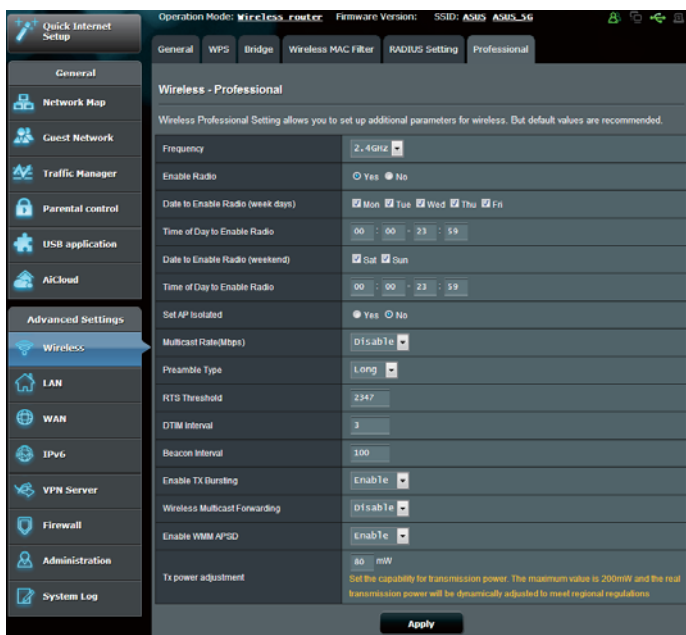 Operation Mode: Wireless router Firmware Version: SSID: ASUS ASUS_5G
Quick Internet
Setup
General WPS Bridge Wireless MAC Filter RADIUS Setting Professional
General
Network Map
Guest Network
Traffic Manager
Parental control
USB application
AiCloud
Advanced Settings
Wireless
LAN
WAN
IPv6
VPN Server
Firewall
Administration
System Log
Wireless - Professional
Wireless Professional Setting allows you to set up additional parameters for wireless. But default values are recommended.
Frequency 2.4GHz
Enable Radio Yes No
Date to Enable Radio (week days) Mon Tue Wed Thu Fri
Time of Day to Enable Radio 00 : 00 - 23 : 59
Date to Enable Radio (weekend) Sat Sun
Time of Day to Enable Radio 00 : 00 - 23 : 59
Set AP Isolated Yes No
Multicast Rate(Mbps) Disable
Preamble Type Long
RTS Threshold 2347
DTIM Interval 3
Beacon Interval 100
Enable TX Bursting Enable
Wireless Multicast Forwarding Disable
Enable WMM APSD Enable
Tx power adjustment 80 mW
Set the capability for transmission power. The maximum value is 200mW and the real
transmission power will be dynamically adjusted to meet regional regulations
Apply